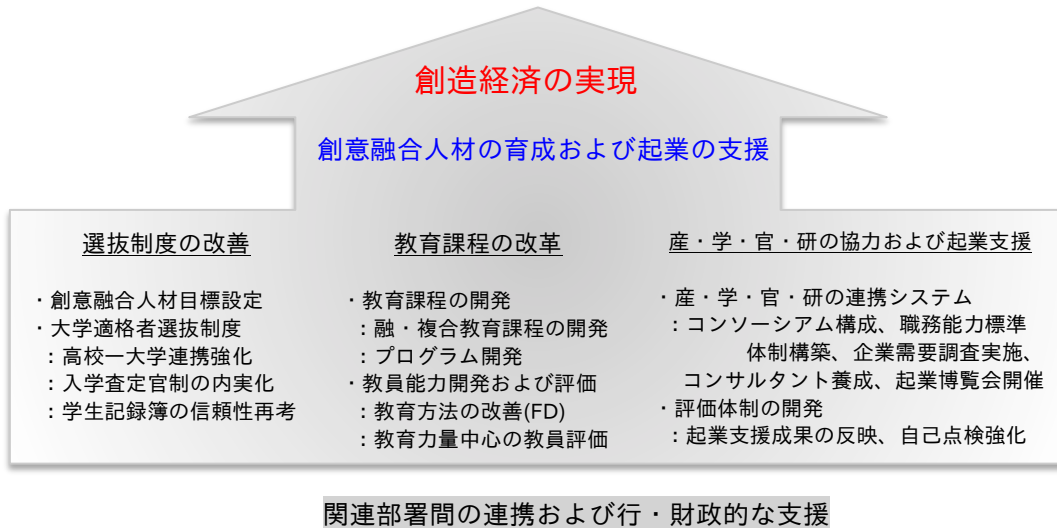 創造経済の実現
創意融合人材の育成および起業の支援
選抜制度の改善
・創意融合人材目標設定
・大学適格者選抜制度
：高校一大学連携強化
：入学査定官制の内実化
：学生記録簿の信頼性再考
教育課程の改革
・教育課程の開発
：融・複合教育課程の開発
：プログラム開発
・教員能力開発および評価
：教育方法の改善(FD)
：教育力量中心の教員評価
産・学・官・研の協力および起業支援
・産・学・官・研の連携システム
：コンソーシアム構成、職務能力標準
体制構築、企業需要調査実施、
コンサルタント養成、起業博覧会開催
・評価体制の開発
：起業支援成果の反映、自己点検強化
関連部署間の連携および行・財政的な支援